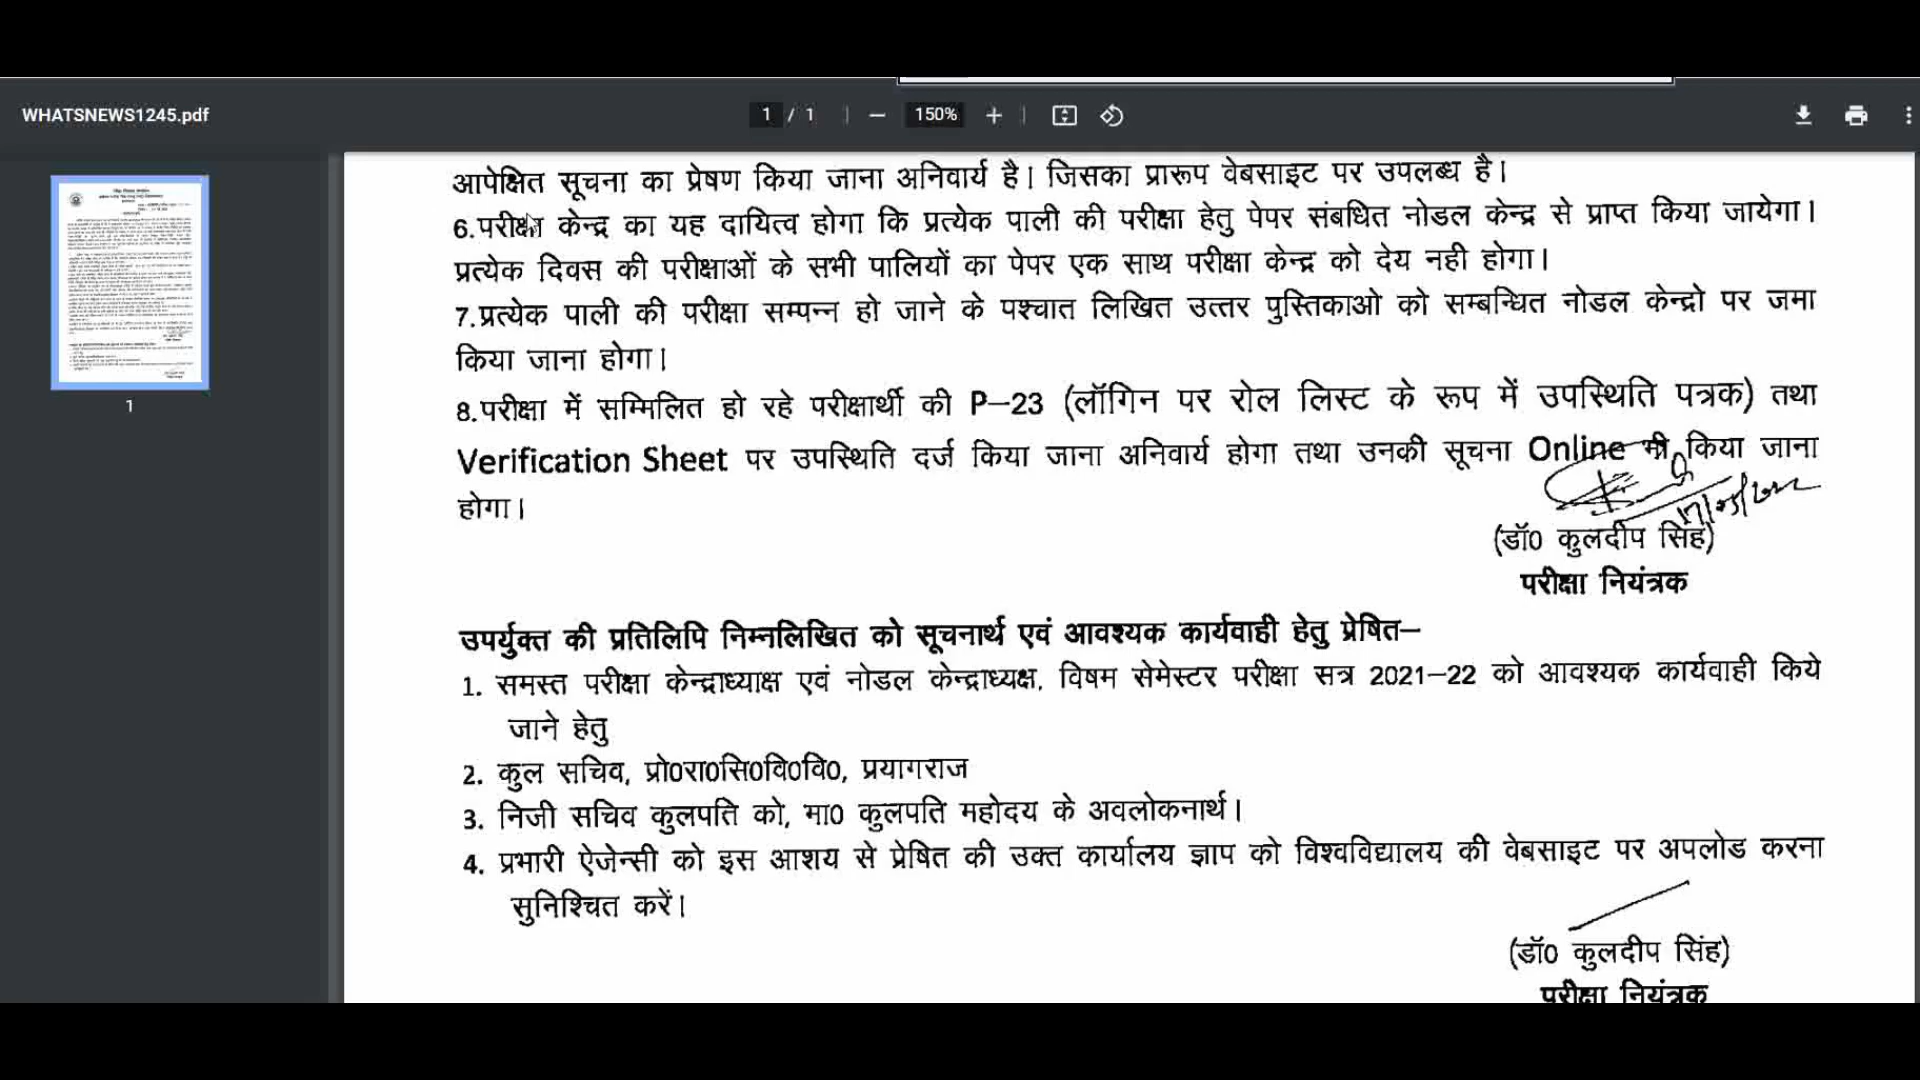 WHATSNEWS1245.pdf
1 / 1
150%
आपेक्षित सूचना का प्रेषण किया जाना अनिवार्य है। जिसका प्रारूप वेबसाइट पर उपलब्ध है।
6.परीक्षा केन्द्र का यह दायित्व होगा कि प्रत्येक पाली की परीक्षा हेतु पेपर संबधित नोडल केन्द्र से प्राप्त किया जायेगा।
प्रत्येक दिवस की परीक्षाओं के सभी पालियों का पेपर एक साथ परीक्षा केन्द्र को देय नही होगा।
7.प्रत्येक पाली की परीक्षा सम्पन्न हो जाने के पश्चात लिखित उत्तर पुस्तिकाओ को सम्बन्धित नोडल केन्द्रो पर जमा
किया जाना होगा।
8.परीक्षा में सम्मिलित हो रहे परीक्षार्थी की P–23 (लॉगिन पर रोल लिस्ट के रूप में उपस्थिति पत्रक) तथा
Verification Sheet पर उपस्थिति दर्ज किया जाना अनिवार्य होगा तथा उनकी सूचना Online भी किया जाना
होगा।
(डॉ0 कुलदीप सिंह)
परीक्षा नियंत्रक
उपर्युक्त की प्रतिलिपि निम्नलिखित को सूचनार्थ एवं आवश्यक कार्यवाही हेतु प्रेषित–
1. समस्त परीक्षा केन्द्राध्याक्ष एवं नोडल केन्द्राध्यक्ष, विषम सेमेस्टर परीक्षा सत्र 2021–22 को आवश्यक कार्यवाही किये
जाने हेतु
2. कुल सचिव, प्रो0रा0सि0वि0वि0, प्रयागराज
3. निजी सचिव कुलपति को, मा0 कुलपति महोदय के अवलोकनार्थ।
4. प्रभारी ऐजेन्सी को इस आशय से प्रेषित की उक्त कार्यालय ज्ञाप को विश्वविद्यालय की वेबसाइट पर अपलोड करना
सुनिश्चित करें।
(डॉ0 कुलदीप सिंह)
परीक्षा नियंत्रक
1